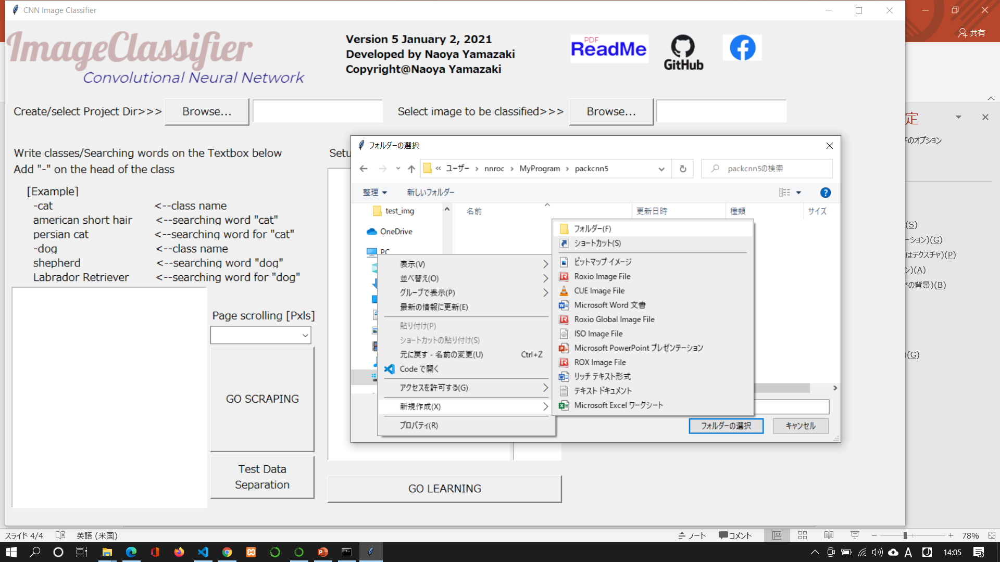 CNN Image Classifier
共有
ImageClassifier
Convolutional Neural Network
Version 5 January 2, 2021
Developed by Naoya Yamazaki
Copyright@Naoya Yamazaki
PDF
ReadMe
GitHub
Create/select Project Dir>>>
Browse...
Select image to be classified>>>
Browse...
定
のオプション
Write classes/Searching words on the Textbox below
Add "-" on the head of the class
[Example]
-cat <--class name
american short hair <--searching word "cat"
persian cat <--searching word for "cat"
-dog <--class name
shepherd <--searching word "dog"
Labrador Retriever <--searching word for "dog"
Page scrolling [Pxls]
GO SCRAPING
Test Data
Separation
Setu
GO LEARNING
フォルダーの選択
« ユーザー › nnroc › MyProgram › packcnn5
packcnn5の検索
整理
新しいフォルダー
test_img
OneDrive
PC
名前
更新日時
種類
サイズ
表示(V)
並べ替え(O)
グループで表示(P)
最新の情報に更新(E)
貼り付け(P)
ショートカットの貼り付け(S)
元に戻す - 名前の変更(U) Ctrl+Z
Code で開く
アクセスを許可する(G)
新規作成(X)
プロパティ(R)
フォルダー(F)
ショートカット(S)
ビットマップ イメージ
Roxio Image File
CUE Image File
Microsoft Word 文書
Roxio Global Image File
ISO Image File
Microsoft PowerPoint プレゼンテーション
ROX Image File
リッチ テキスト形式
テキスト ドキュメント
Microsoft Excel ワークシート
フォルダーの選択
キャンセル
(S)
ーション)(G)
はテクスチャ)(P)
ン)(A)
の背景)(B)
)(G)
スライド 4/4
英語 (米国)
ノート
コメント
78%
A
14:05